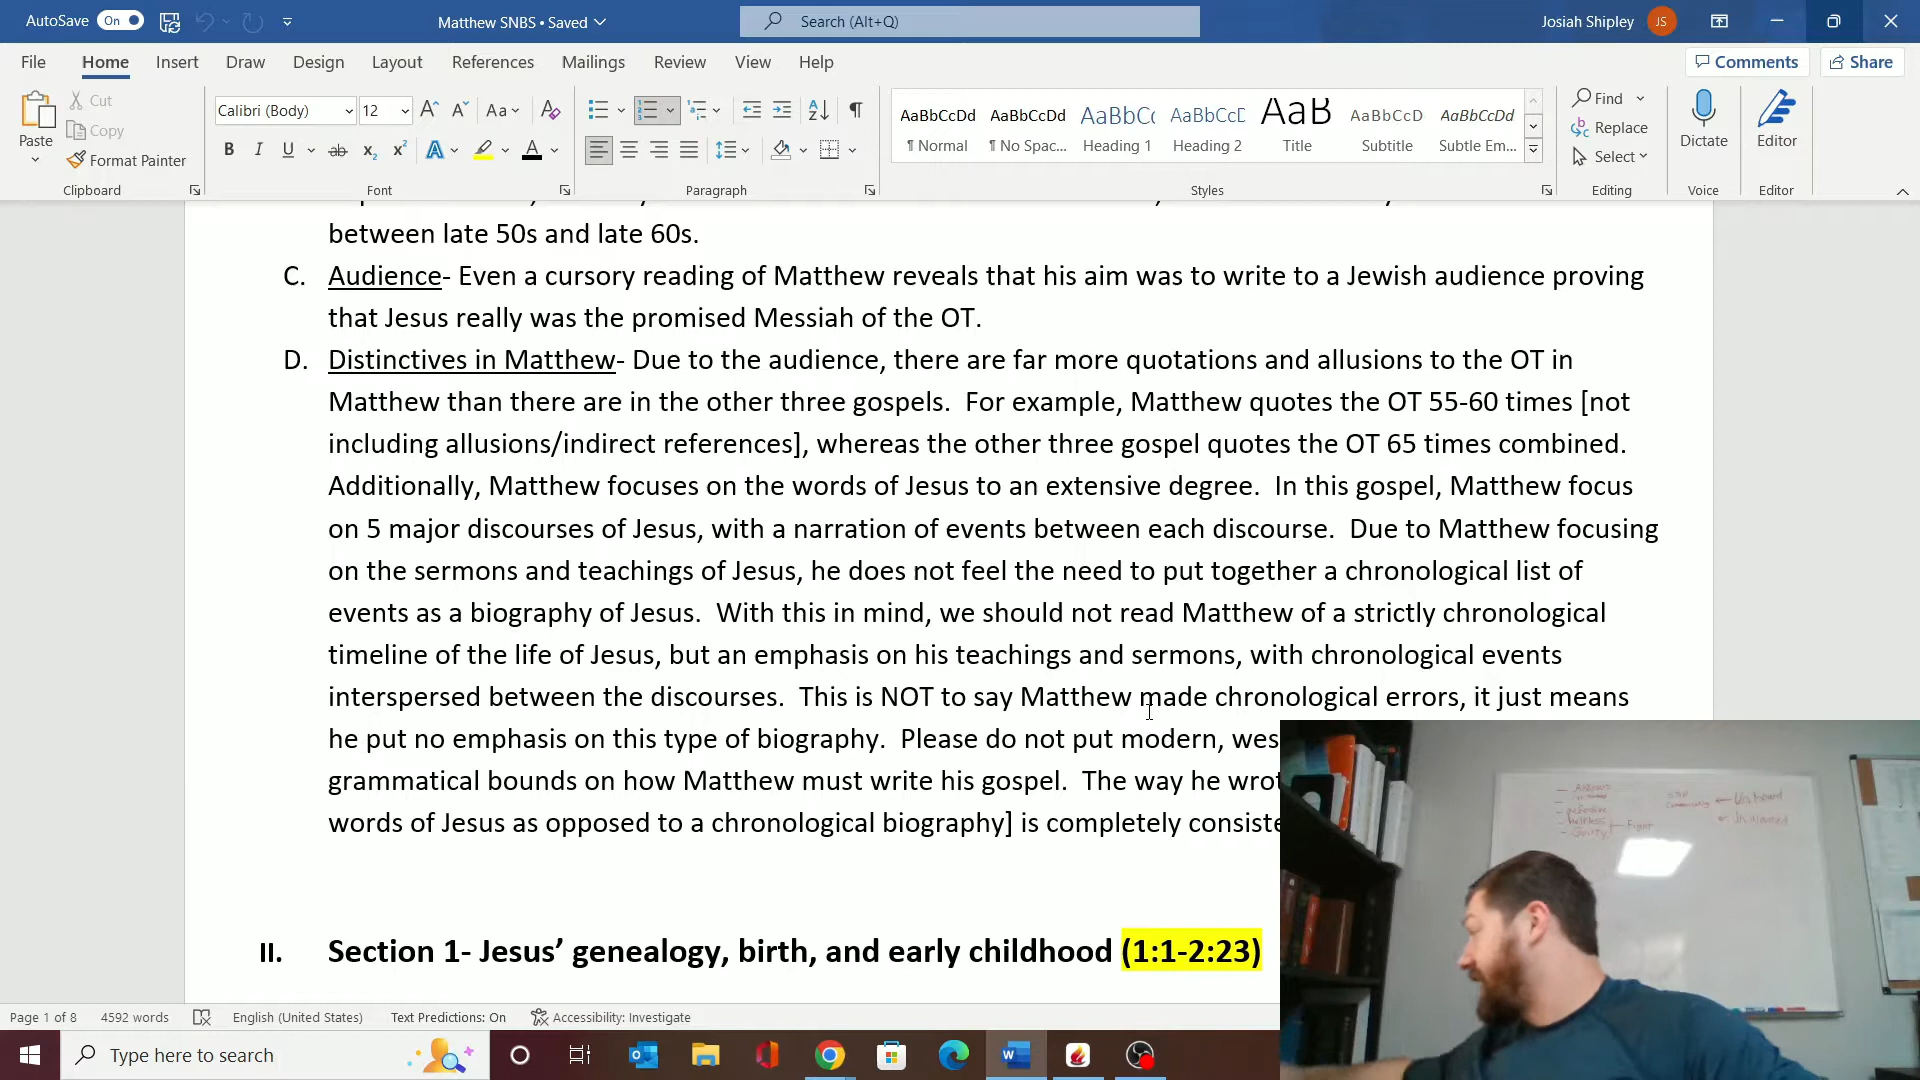 AutoSave On Matthew SNBS • Saved Search (Alt+Q) Josiah Shipley JS
File Home Insert Draw Design Layout References Mailings Review View Help Comments Share
Paste Cut Copy Format Painter Clipboard
Calibri (Body) 12 Font
Paragraph
AaBbCcDd AaBbCcDd AaBbCc AaBbCcD AaB AaBbCcD AaBbCcDd
¶ Normal ¶ No Spac... Heading 1 Heading 2 Title Subtitle Subtle Em...
Styles
Find Replace Select Editing
Dictate Voice
Editor Editor
between late 50s and late 60s.
C. Audience- Even a cursory reading of Matthew reveals that his aim was to write to a Jewish audience proving
that Jesus really was the promised Messiah of the OT.
D. Distinctives in Matthew- Due to the audience, there are far more quotations and allusions to the OT in
Matthew than there are in the other three gospels. For example, Matthew quotes the OT 55-60 times [not
including allusions/indirect references], whereas the other three gospel quotes the OT 65 times combined.
Additionally, Matthew focuses on the words of Jesus to an extensive degree. In this gospel, Matthew focus
on 5 major discourses of Jesus, with a narration of events between each discourse. Due to Matthew focusing
on the sermons and teachings of Jesus, he does not feel the need to put together a chronological list of
events as a biography of Jesus. With this in mind, we should not read Matthew of a strictly chronological
timeline of the life of Jesus, but an emphasis on his teachings and sermons, with chronological events
interspersed between the discourses. This is NOT to say Matthew made chronological errors, it just means
he put no emphasis on this type of biography. Please do not put modern, wes
grammatical bounds on how Matthew must write his gospel. The way he wrot
words of Jesus as opposed to a chronological biography] is completely consiste
II. Section 1- Jesus’ genealogy, birth, and early childhood (1:1-2:23)
Page 1 of 8 4592 words English (United States) Text Predictions: On Accessibility: Investigate
Type here to search